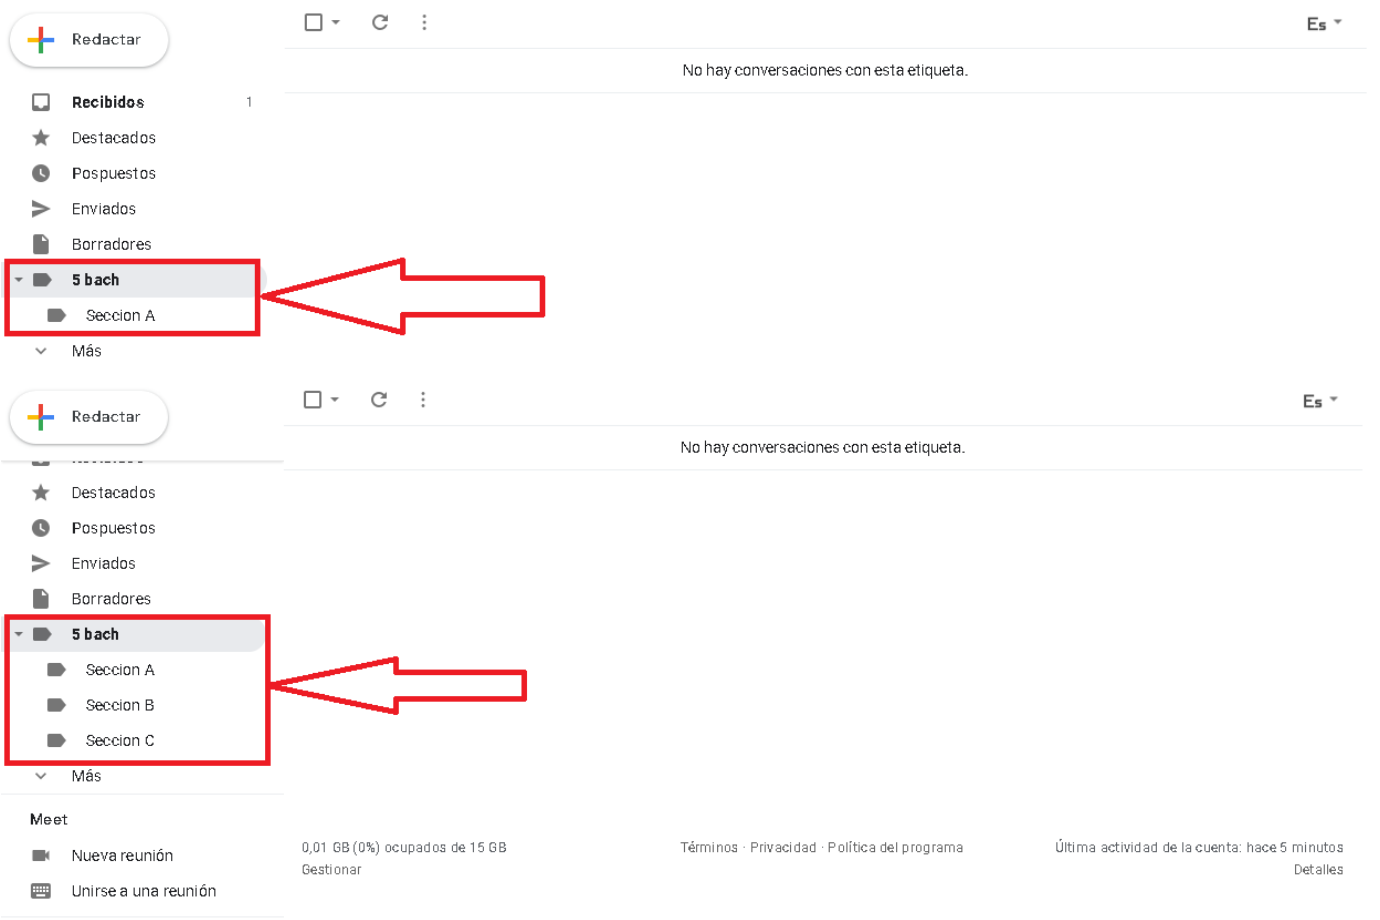 Redactar
Es
No hay conversaciones con esta etiqueta.
Recibidos 1
Destacados
Pospuestos
Enviados
Borradores
5 bach
Seccion A
Más
Redactar
Es
No hay conversaciones con esta etiqueta.
Destacados
Pospuestos
Enviados
Borradores
5 bach
Seccion A
Seccion B
Seccion C
Más
Meet
Nueva reunión
Unirse a una reunión
0,01 GB (0%) ocupados de 15 GB
Gestionar
Términos · Privacidad · Política del programa
Última actividad de la cuenta: hace 5 minutos
Detalles